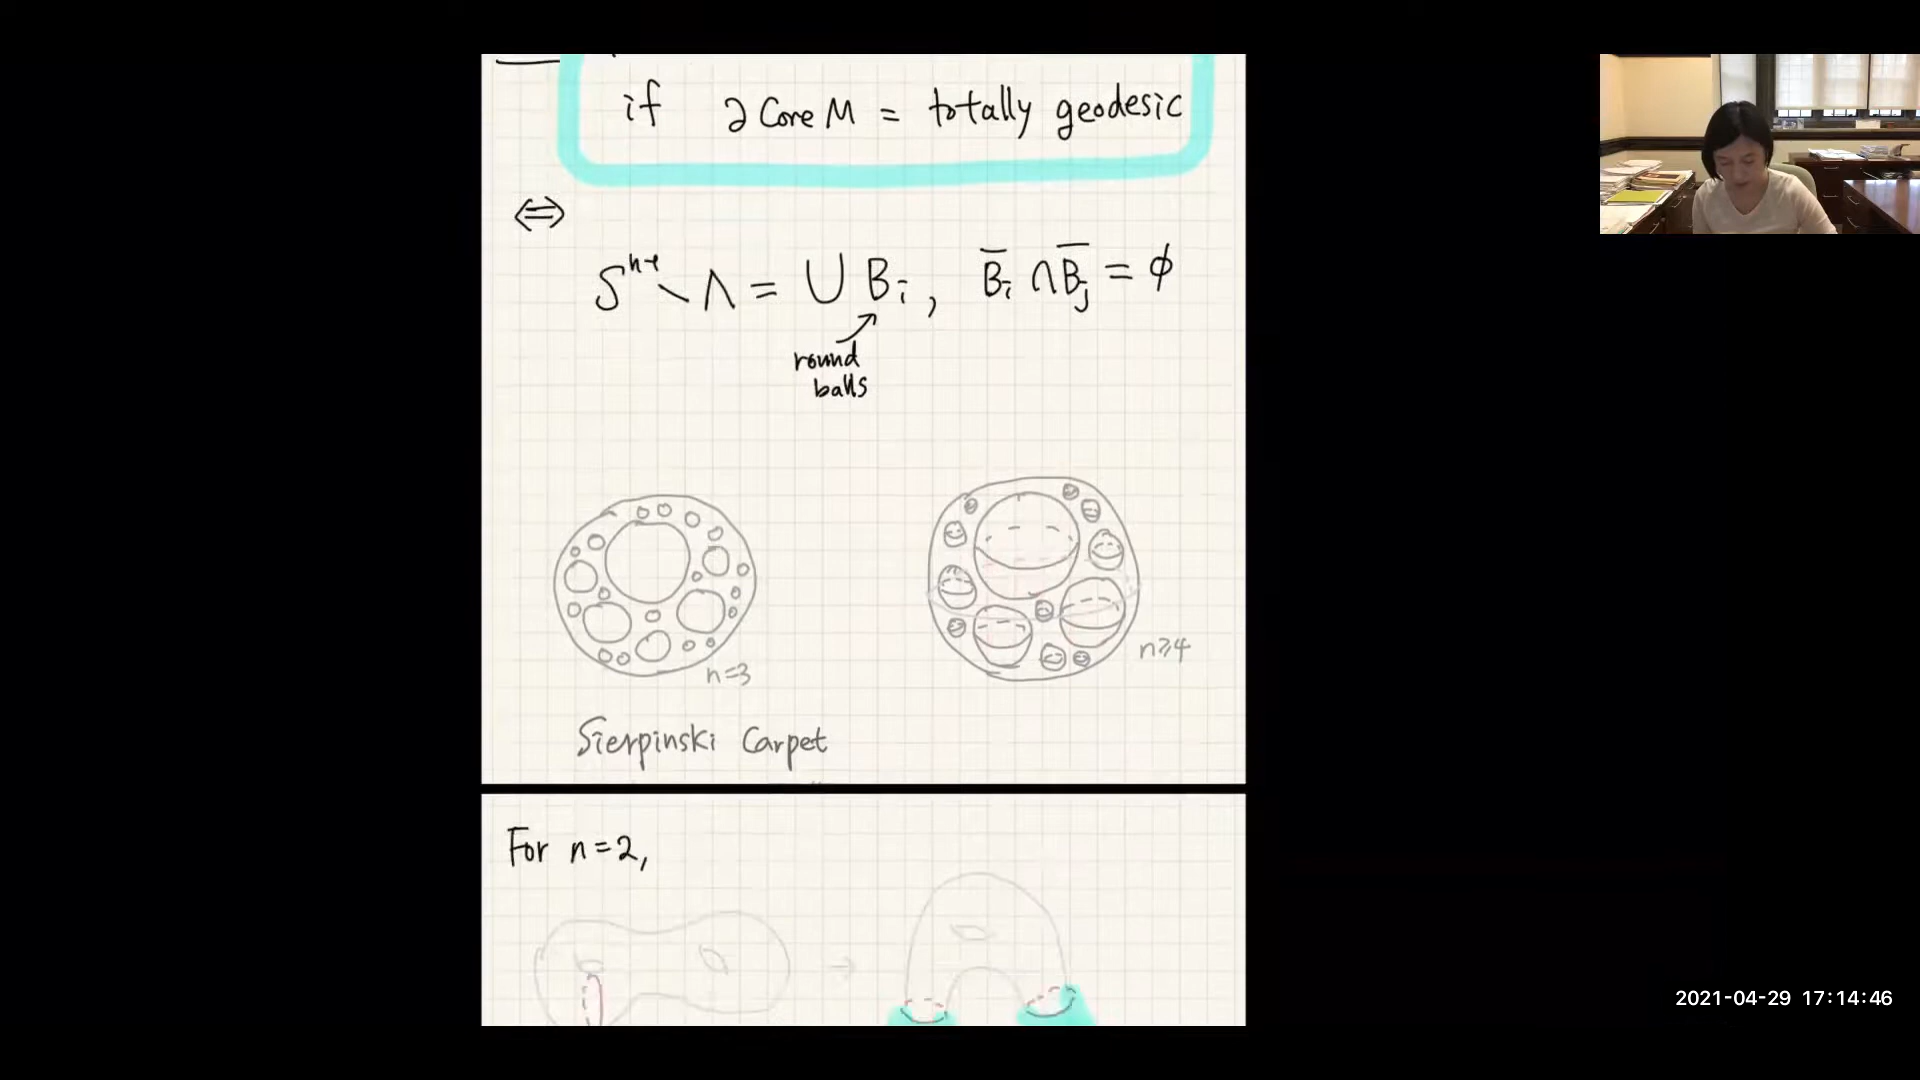 if ∂ Core M = totally geodesic
⇔
S^{n-1} ∖ Λ = ∪ B_i , B̅_i ∩ B̅_j = ∅
round
balls
n=3
n≥4
Sierpinski Carpet
For n=2,
2021-04-29 17:14:46